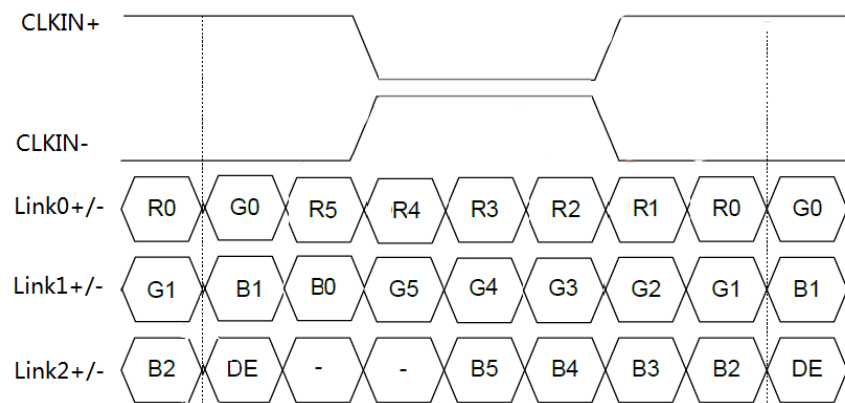 CLKIN+
CLKIN-
Link0+/- R0 G0 R5 R4 R3 R2 R1 R0 G0
Link1+/- G1 B1 B0 G5 G4 G3 G2 G1 B1
Link2+/- B2 DE - - B5 B4 B3 B2 DE